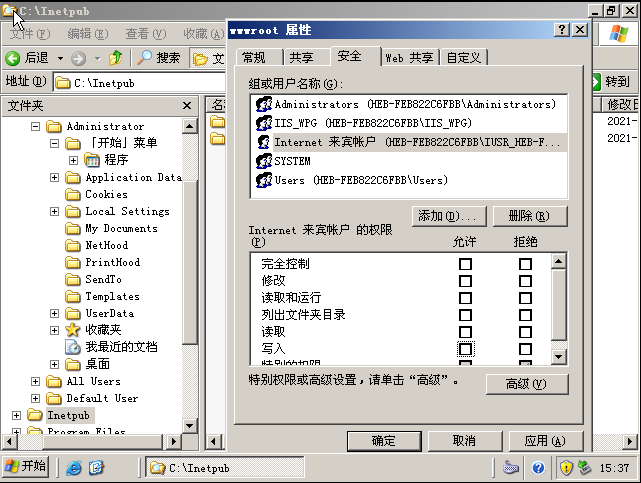 C:\Inetpub
文件(F) 编辑(E) 查看(V) 收藏(A)
后退 搜索 文
地址(D) C:\Inetpub 转到
文件夹
Administrator
「开始」菜单
程序
Application Data
Cookies
Local Settings
My Documents
NetHood
PrintHood
SendTo
Templates
UserData
收藏夹
我最近的文档
桌面
All Users
Default User
Inetpub
Program Files
修改日
2021-
2021-
wwwroot 属性
常规 共享 安全 Web 共享 自定义
组或用户名称(G):
Administrators (HEB-FEB822C6FBB\Administrators)
IIS_WPG (HEB-FEB822C6FBB\IIS_WPG)
Internet 来宾帐户 (HEB-FEB822C6FBB\IUSR_HEB-F...
SYSTEM
Users (HEB-FEB822C6FBB\Users)
添加(D)... 删除(R)
Internet 来宾帐户 的权限
(P) 允许 拒绝
完全控制
修改
读取和运行
列出文件夹目录
读取
写入
特别的权限
特别权限或高级设置,请单击“高级”。 高级(V)
确定 取消 应用(A)
开始 C:\Inetpub 15:37